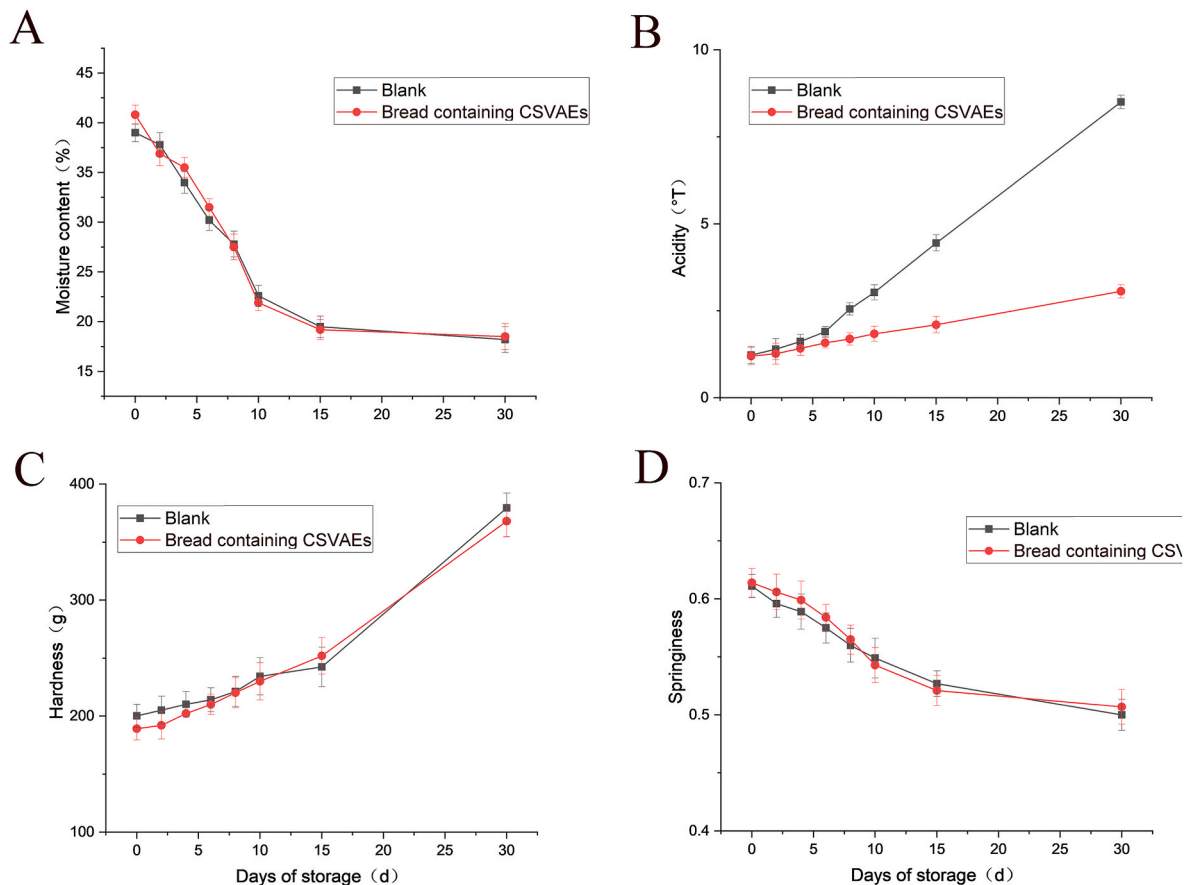 A
Moisture content (%)
45
40
35
30
25
20
15
0 5 10 15 20 25 30
Blank
Bread containing CSVAEs
B
Acidity (°T)
10
5
0
0 5 10 15 20 25 30
Blank
Bread containing CSVAEs
C
Hardness (g)
400
300
200
100
0 5 10 15 20 25 30
Days of storage (d)
Blank
Bread containing CSVAEs
D
Springiness
0.7
0.6
0.5
0.4
0 5 10 15 20 25 30
Days of storage (d)
Blank
Bread containing CSV